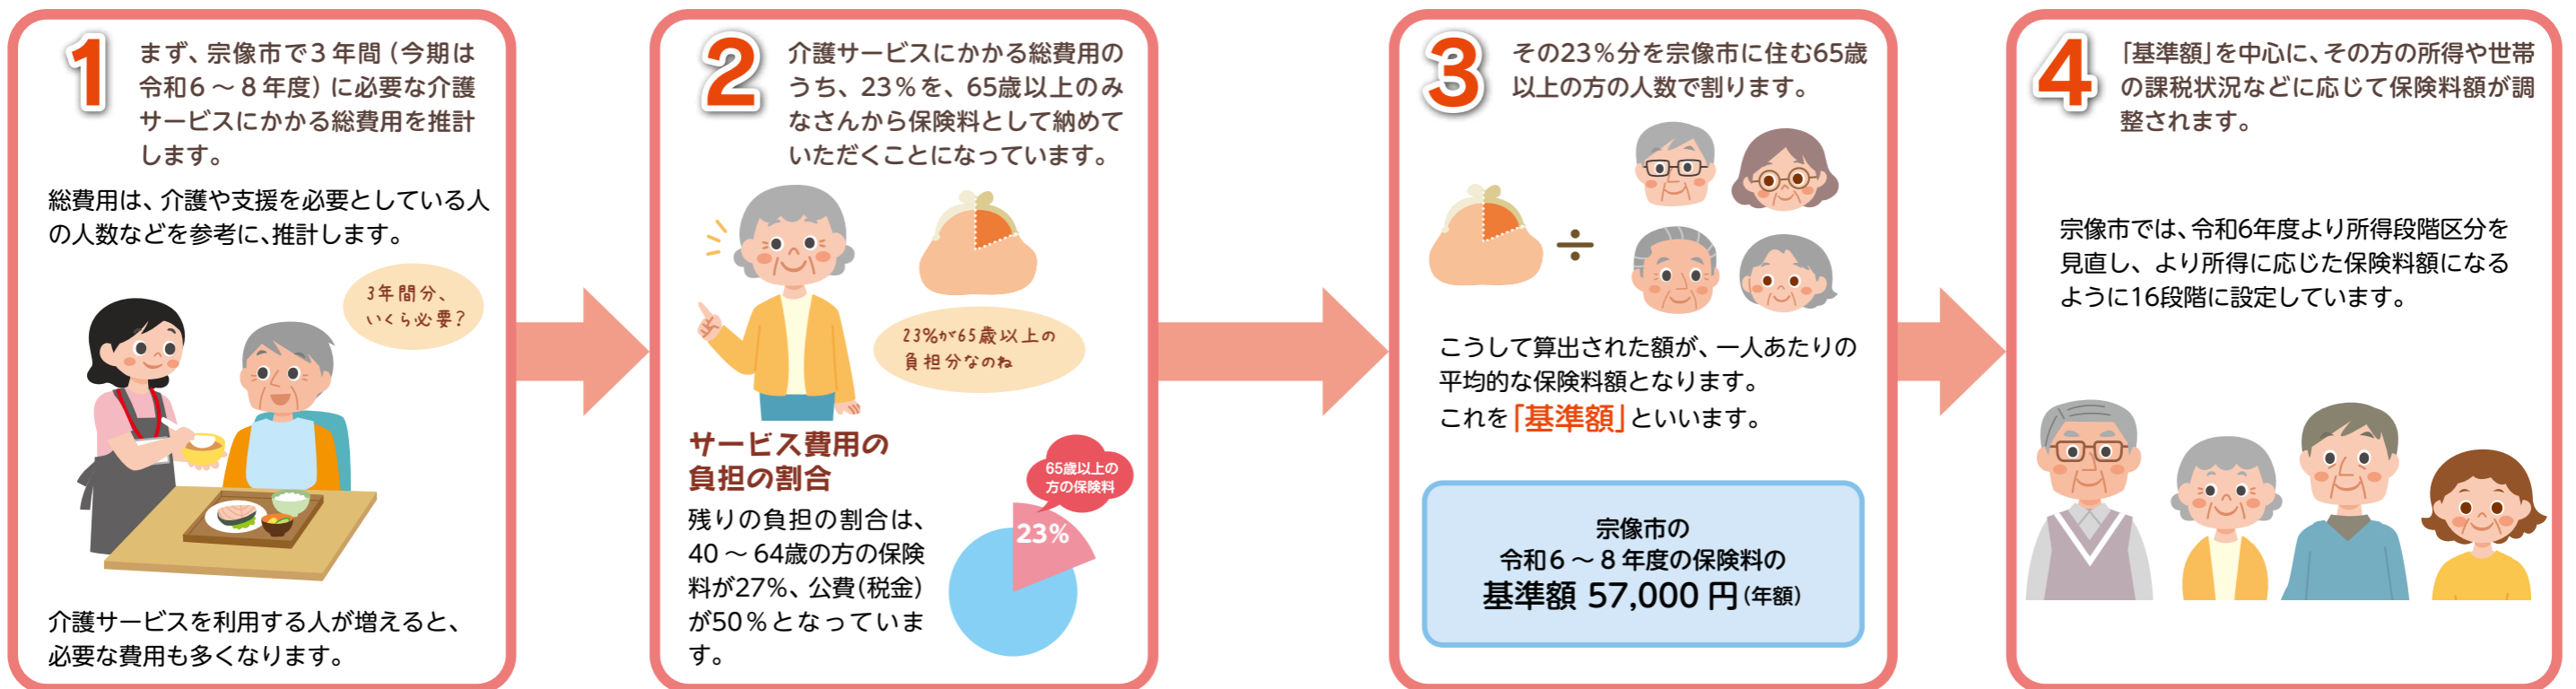 1
まず、宗像市で3年間（今期は
令和6～8年度）に必要な介護
サービスにかかる総費用を推計
します。
総費用は、介護や支援を必要としている人
の人数などを参考に、推計します。
3年間分、
いくら必要？
介護サービスを利用する人が増えると、
必要な費用も多くなります。
2
介護サービスにかかる総費用の
うち、23％を、65歳以上のみ
なさんから保険料として納めて
いただくことになっています。
23%が65歳以上の
負担分なのね
サービス費用の
負担の割合
残りの負担の割合は、
40～64歳の方の保険
料が27%、公費(税金)
が50％となっていま
す。
65歳以上の
方の保険料
23%
3
その23％分を宗像市に住む65歳
以上の方の人数で割ります。
÷
こうして算出された額が、一人あたりの
平均的な保険料額となります。
これを「基準額」といいます。
宗像市の
令和6～8年度の保険料の
基準額 57,000 円(年額)
4
「基準額」を中心に、その方の所得や世帯
の課税状況などに応じて保険料額が調
整されます。
宗像市では、令和6年度より所得段階区分を
見直し、より所得に応じた保険料額になる
ように16段階に設定しています。